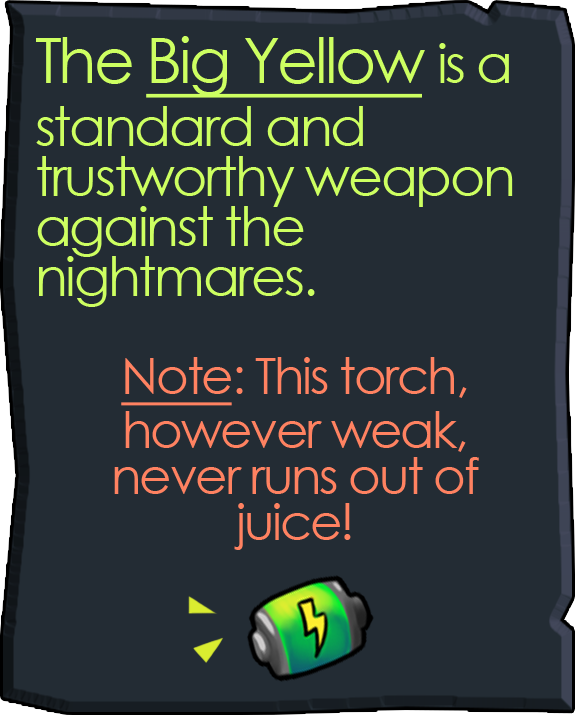 The Big Yellow is a
standard and
trustworthy weapon
against the
nightmares.
Note: This torch,
however weak,
never runs out of
juice!